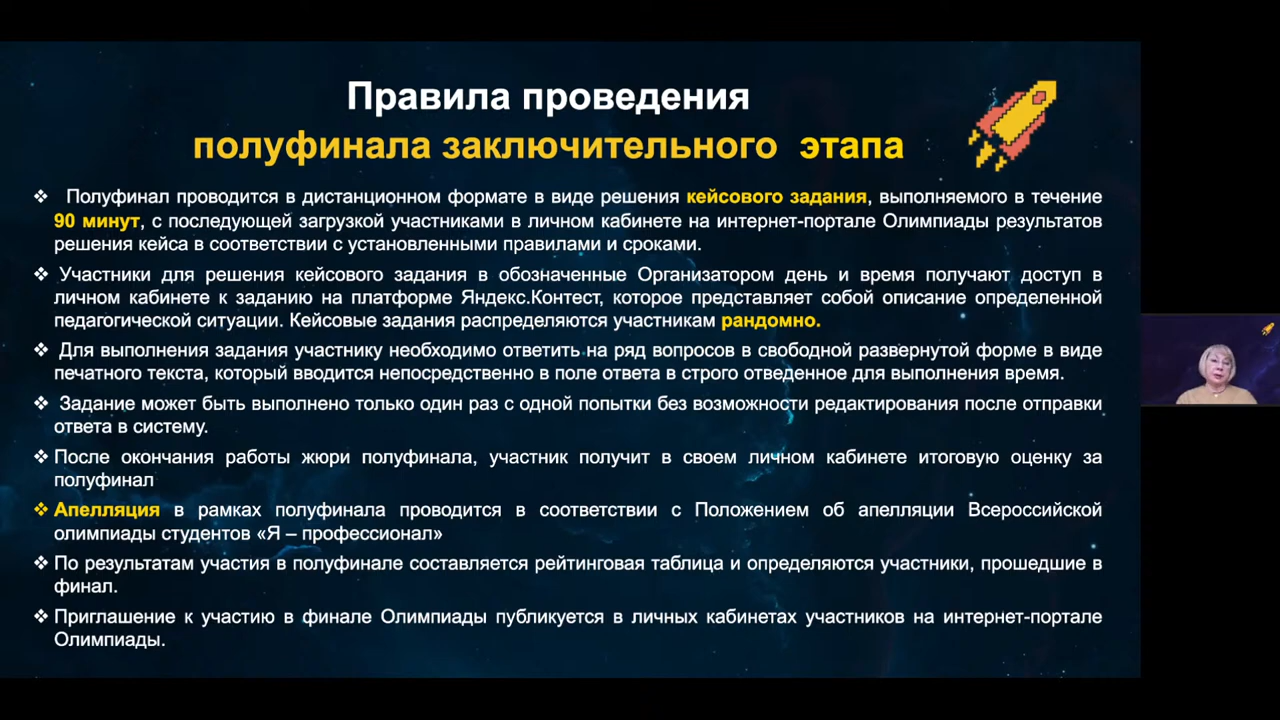 Правила проведения
полуфинала заключительного этапа
❖ Полуфинал проводится в дистанционном формате в виде решения кейсового задания, выполняемого в течение
90 минут, с последующей загрузкой участниками в личном кабинете на интернет-портале Олимпиады результатов
решения кейса в соответствии с установленными правилами и сроками.
❖ Участники для решения кейсового задания в обозначенные Организатором день и время получают доступ в
личном кабинете к заданию на платформе Яндекс.Контест, которое представляет собой описание определенной
педагогической ситуации. Кейсовые задания распределяются участникам рандомно.
❖ Для выполнения задания участнику необходимо ответить на ряд вопросов в свободной развернутой форме в виде
печатного текста, который вводится непосредственно в поле ответа в строго отведенное для выполнения время.
❖ Задание может быть выполнено только один раз с одной попытки без возможности редактирования после отправки
ответа в систему.
❖ После окончания работы жюри полуфинала, участник получит в своем личном кабинете итоговую оценку за
полуфинал
❖ Апелляция в рамках полуфинала проводится в соответствии с Положением об апелляции Всероссийской
олимпиады студентов «Я – профессионал»
❖ По результатам участия в полуфинале составляется рейтинговая таблица и определяются участники, прошедшие в
финал.
❖ Приглашение к участию в финале Олимпиады публикуется в личных кабинетах участников на интернет-портале
Олимпиады.